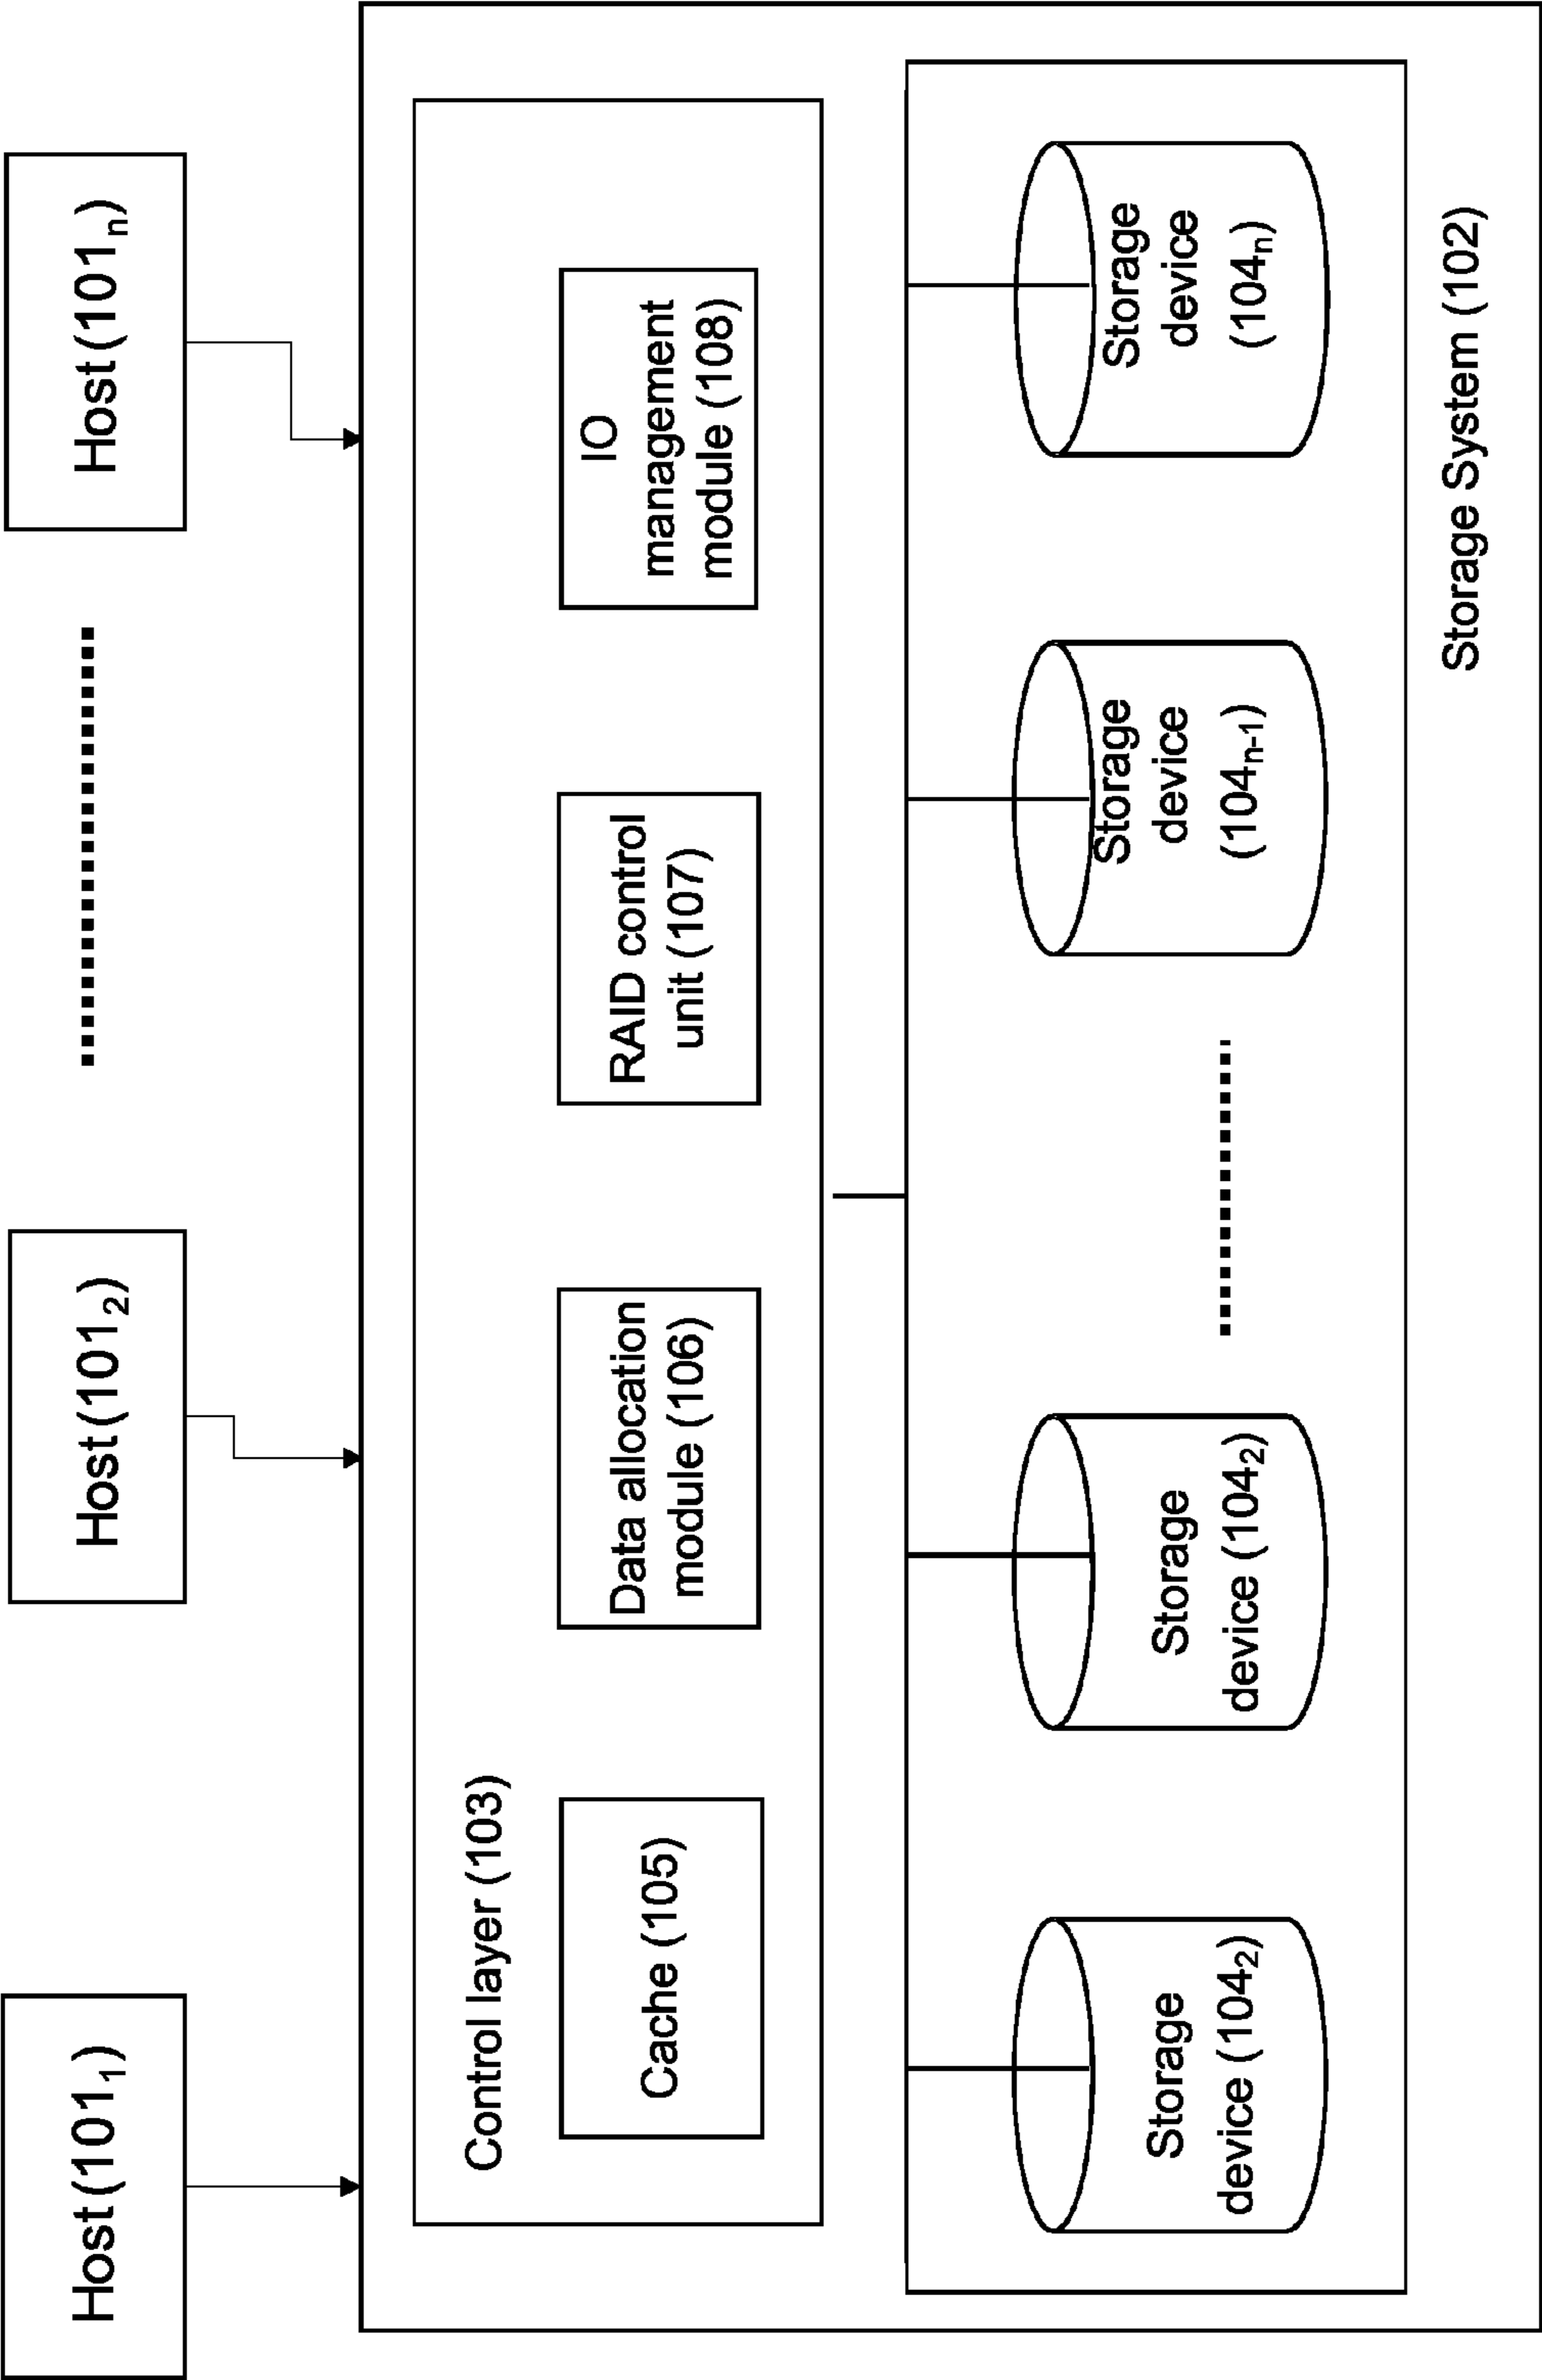 Host (101₁)
Host (101₂)
Host (101ₙ)
Control layer (103)
Cache (105)
Data allocation
module (106)
RAID control
unit (107)
IO
management
module (108)
Storage
device (104₂)
Storage
device (104₂)
Storage
device
(104ₙ₋₁)
Storage
device
(104ₙ)
Storage System (102)